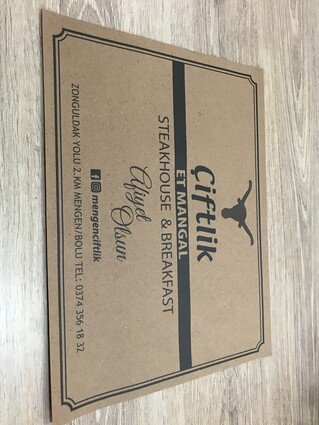 Çiftlik
ET MANGAL
STEAKHOUSE & BREAKFAST
Afiyet
Olsun
mengenciftlik
ZONGULDAK YOLU 2.KM MENGEN/BOLU TEL: 0374 356 18 32